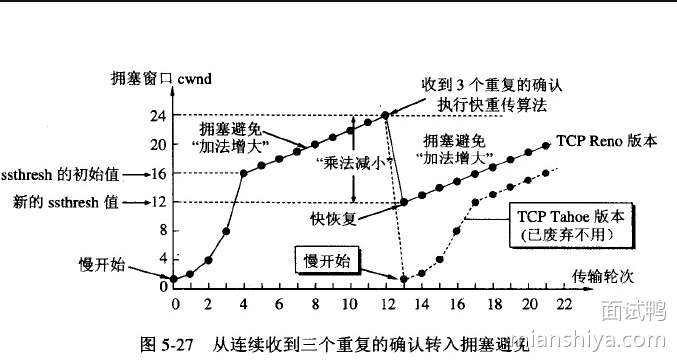 拥塞窗口 cwnd
收到 3 个重复的确认
执行快重传算法
24
20
16
12
8
4
0
拥塞避免
“加法增大”
“乘法减小”
拥塞避免
“加法增大”
TCP Reno 版本
ssthresh 的初始值
新的 ssthresh 值
快恢复
TCP Tahoe 版本
(已废弃不用)
慢开始
慢开始
传输轮次
0 2 4 6 8 10 12 14 16 18 20 22
图 5-27 从连续收到三个重复的确认转入拥塞避免
面试鸭
mianshiya.com